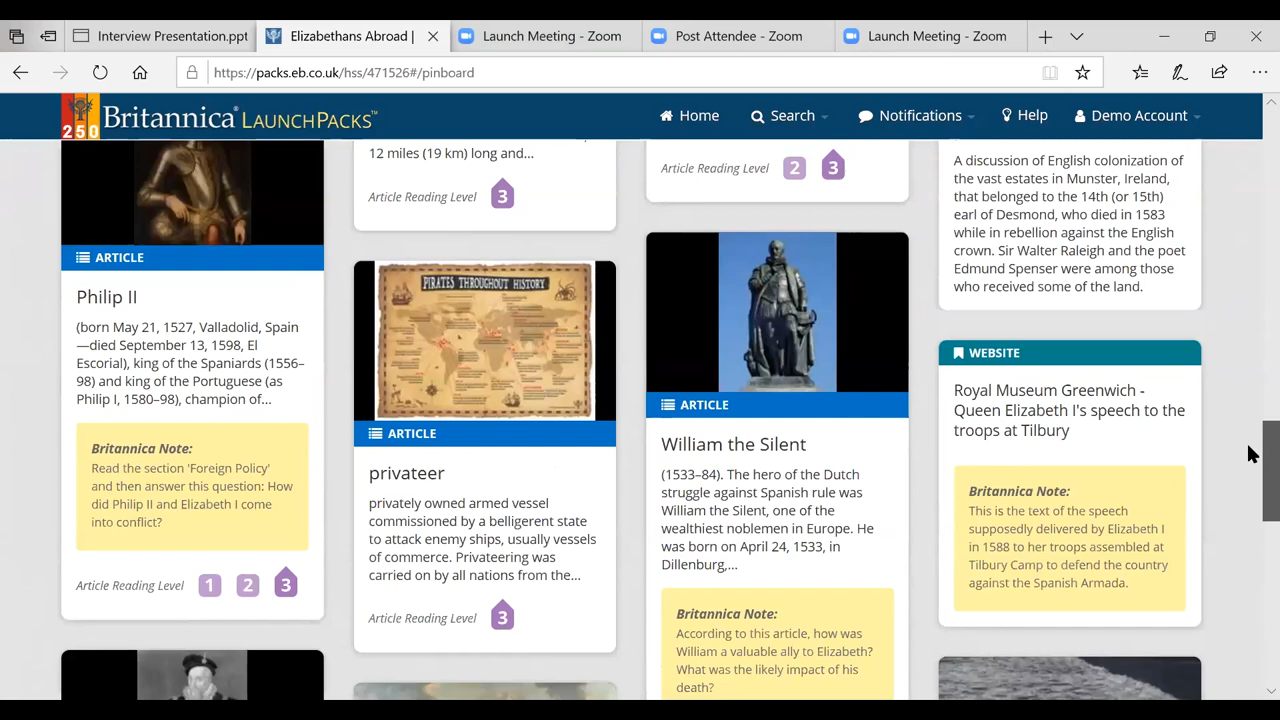 Interview Presentation.ppt
Elizabethans Abroad |
Launch Meeting - Zoom
Post Attendee - Zoom
Launch Meeting - Zoom
https://packs.eb.co.uk/hss/471526#/pinboard
250
Britannica® LAUNCHPACKS™
Home
Search
Notifications
Help
Demo Account
ARTICLE
Philip II
(born May 21, 1527, Valladolid, Spain
—died September 13, 1598, El
Escorial), king of the Spaniards (1556–
98) and king of the Portuguese (as
Philip I, 1580–98), champion of...
Britannica Note:
Read the section 'Foreign Policy'
and then answer this question: How
did Philip II and Elizabeth I come
into conflict?
Article Reading Level 1 2 3
12 miles (19 km) long and...
Article Reading Level 3
PIRATES THROUGHOUT HISTORY
ARTICLE
privateer
privately owned armed vessel
commissioned by a belligerent state
to attack enemy ships, usually vessels
of commerce. Privateering was
carried on by all nations from the...
Article Reading Level 3
Article Reading Level 2 3
ARTICLE
William the Silent
(1533–84). The hero of the Dutch
struggle against Spanish rule was
William the Silent, one of the
wealthiest noblemen in Europe. He
was born on April 24, 1533, in
Dillenburg,...
Britannica Note:
According to this article, how was
William a valuable ally to Elizabeth?
What was the likely impact of his
death?
A discussion of English colonization of
the vast estates in Munster, Ireland,
that belonged to the 14th (or 15th)
earl of Desmond, who died in 1583
while in rebellion against the English
crown. Sir Walter Raleigh and the poet
Edmund Spenser were among those
who received some of the land.
WEBSITE
Royal Museum Greenwich -
Queen Elizabeth I's speech to the
troops at Tilbury
Britannica Note:
This is the text of the speech
supposedly delivered by Elizabeth I
in 1588 to her troops assembled at
Tilbury Camp to defend the country
against the Spanish Armada.